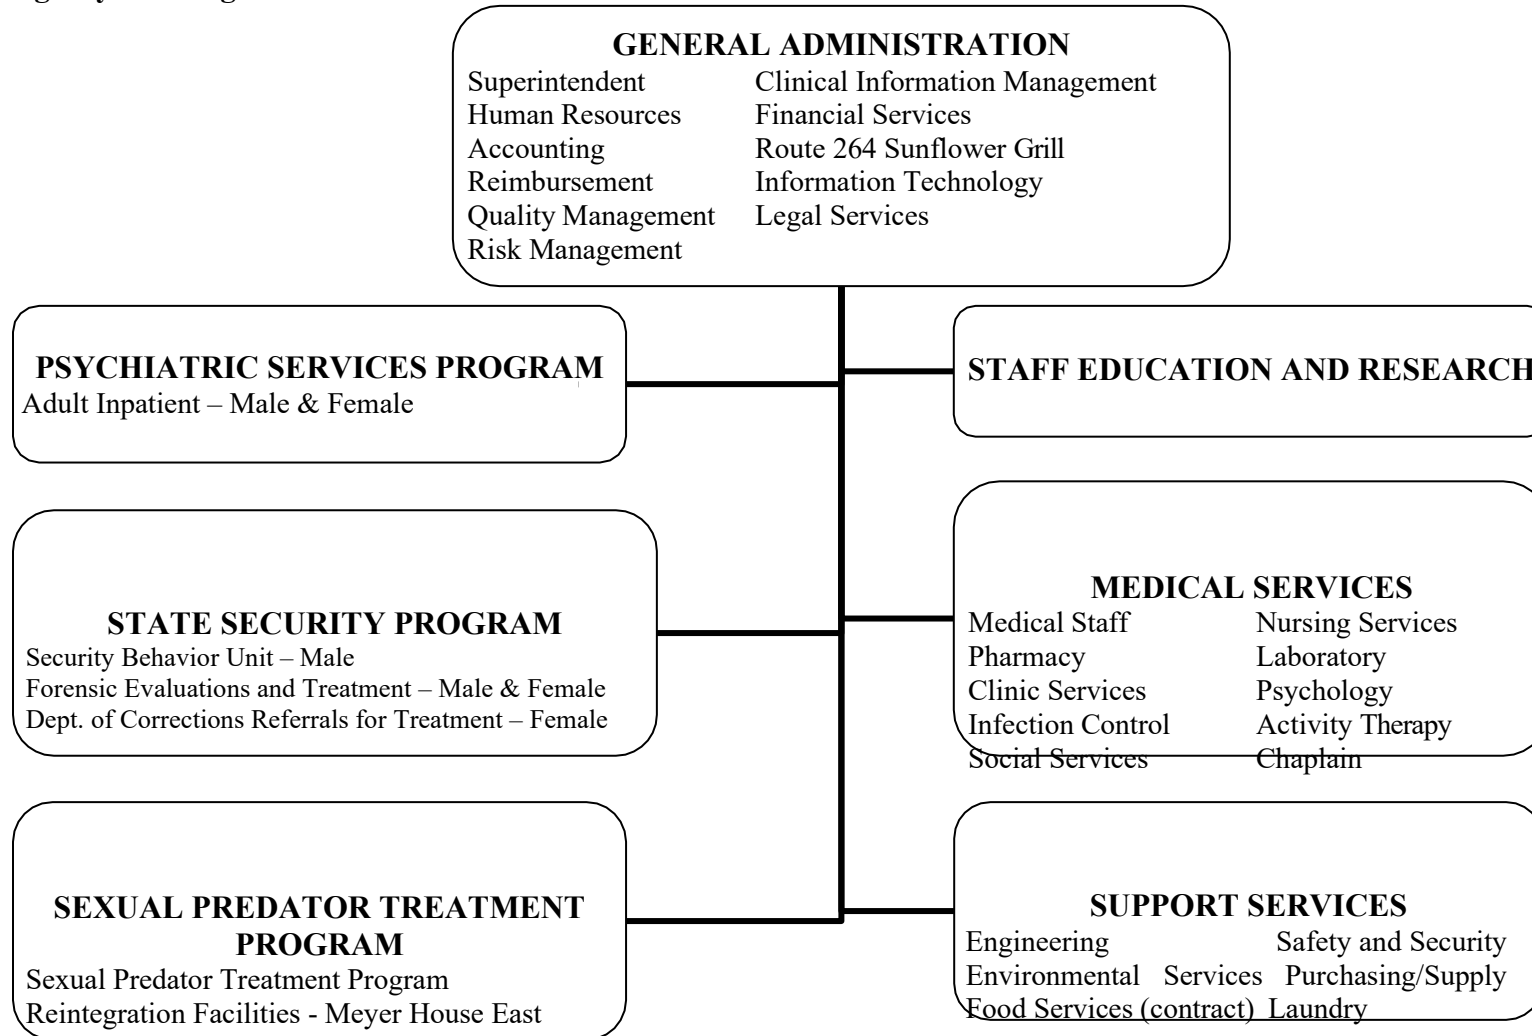 GENERAL ADMINISTRATION
Superintendent Clinical Information Management
Human Resources Financial Services
Accounting Route 264 Sunflower Grill
Reimbursement Information Technology
Quality Management Legal Services
Risk Management
PSYCHIATRIC SERVICES PROGRAM
Adult Inpatient – Male & Female
STAFF EDUCATION AND RESEARCH
STATE SECURITY PROGRAM
Security Behavior Unit – Male
Forensic Evaluations and Treatment – Male & Female
Dept. of Corrections Referrals for Treatment – Female
MEDICAL SERVICES
Medical Staff Nursing Services
Pharmacy Laboratory
Clinic Services Psychology
Infection Control Activity Therapy
Social Services Chaplain
SEXUAL PREDATOR TREATMENT
PROGRAM
Sexual Predator Treatment Program
Reintegration Facilities - Meyer House East
SUPPORT SERVICES
Engineering Safety and Security
Environmental Services Purchasing/Supply
Food Services (contract) Laundry